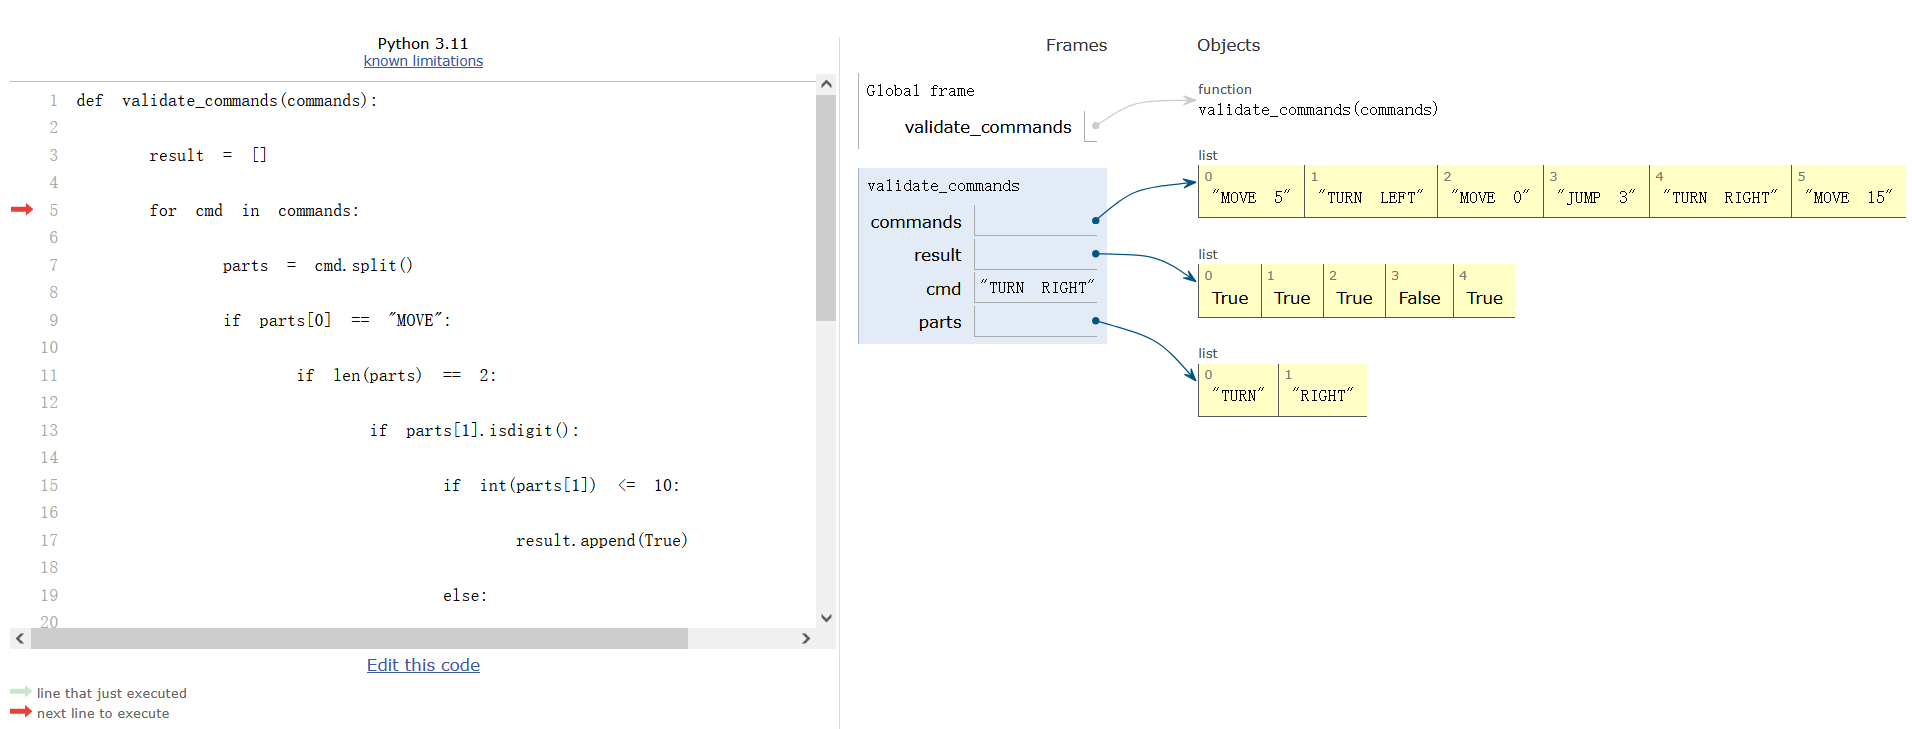 Python 3.11
known limitations
1 def validate_commands(commands):
2
3 result = []
4
5 for cmd in commands:
6
7 parts = cmd.split()
8
9 if parts[0] == "MOVE":
10
11 if len(parts) == 2:
12
13 if parts[1].isdigit():
14
15 if int(parts[1]) <= 10:
16
17 result.append(True)
18
19 else:
20
Edit this code
line that just executed
next line to execute
Frames Objects
Global frame
validate_commands
function
validate_commands(commands)
validate_commands
commands
result
cmd "TURN RIGHT"
parts
list
0 1 2 3 4 5
"MOVE 5" "TURN LEFT" "MOVE 0" "JUMP 3" "TURN RIGHT" "MOVE 15"
list
0 1 2 3 4
True True True False True
list
0 1
"TURN" "RIGHT"